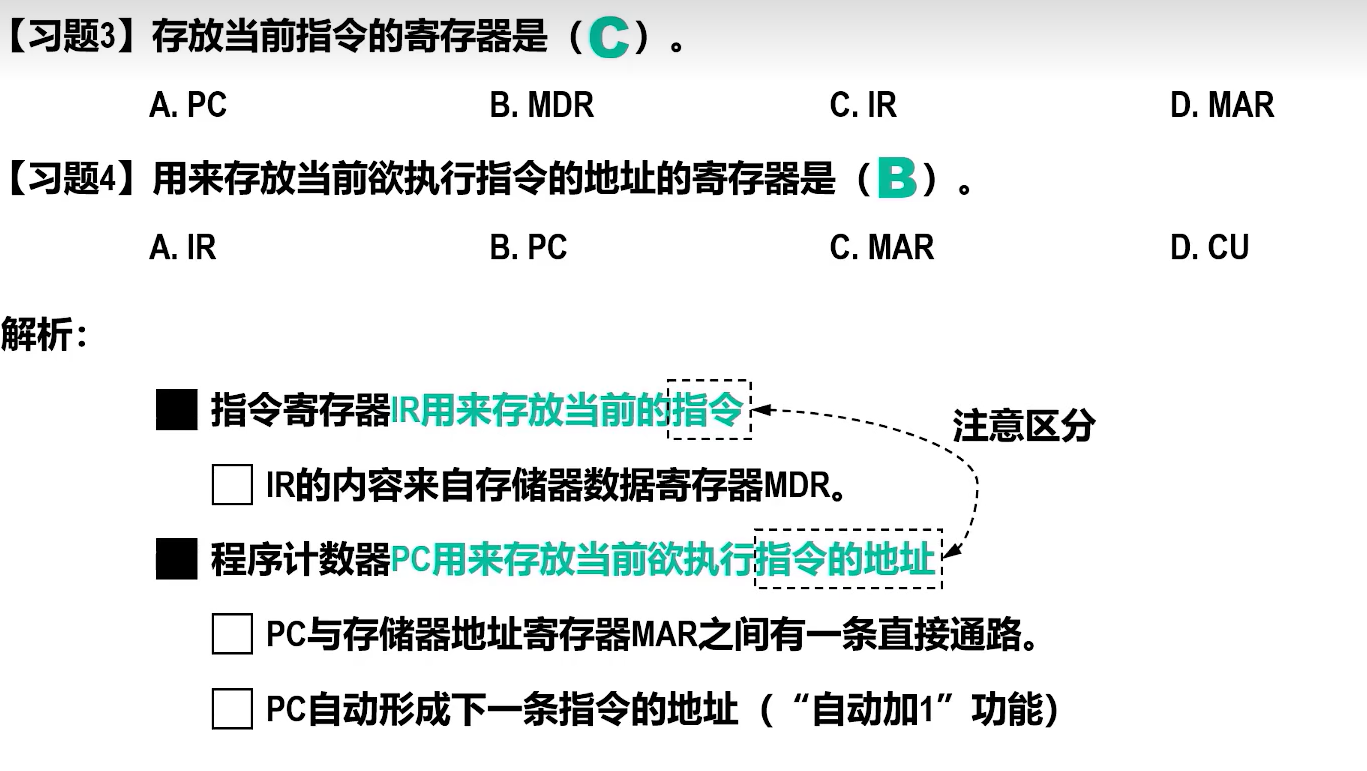 【习题3】存放当前指令的寄存器是（C）。
A. PC B. MDR C. IR D. MAR
【习题4】用来存放当前欲执行指令的地址的寄存器是（B）。
A. IR B. PC C. MAR D. CU
解析：
指令寄存器IR用来存放当前的指令
注意区分
IR的内容来自存储器数据寄存器MDR。
程序计数器PC用来存放当前欲执行指令的地址
PC与存储器地址寄存器MAR之间有一条直接通路。
PC自动形成下一条指令的地址（“自动加1”功能）